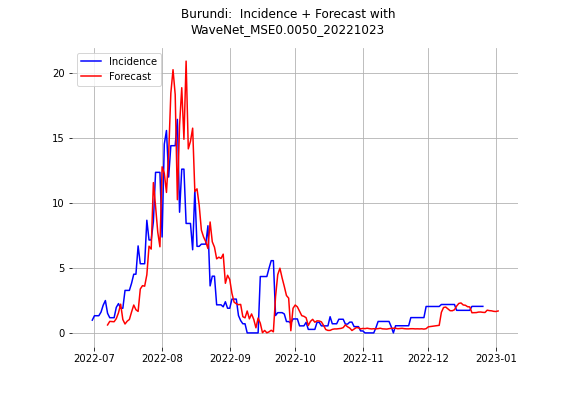 Burundi:  Incidence + Forecast with
WaveNet_MSE0.0050_20221023
Incidence
Forecast
20
15
10
5
0
2022-07 2022-08 2022-09 2022-10 2022-11 2022-12 2023-01